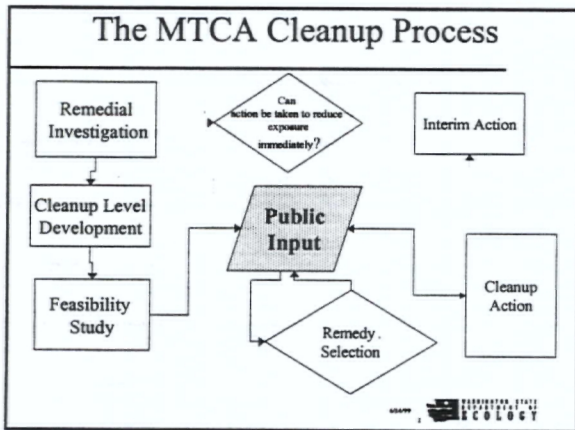 The MTCA Cleanup Process
Remedial
Investigation
Can
action be taken to reduce
exposure
immediately?
Interim Action
Cleanup Level
Development
Public
Input
Feasibility
Study
Remedy.
Selection
Cleanup
Action
WASHINGTON STATE
DEPARTMENT OF
ECOLOGY